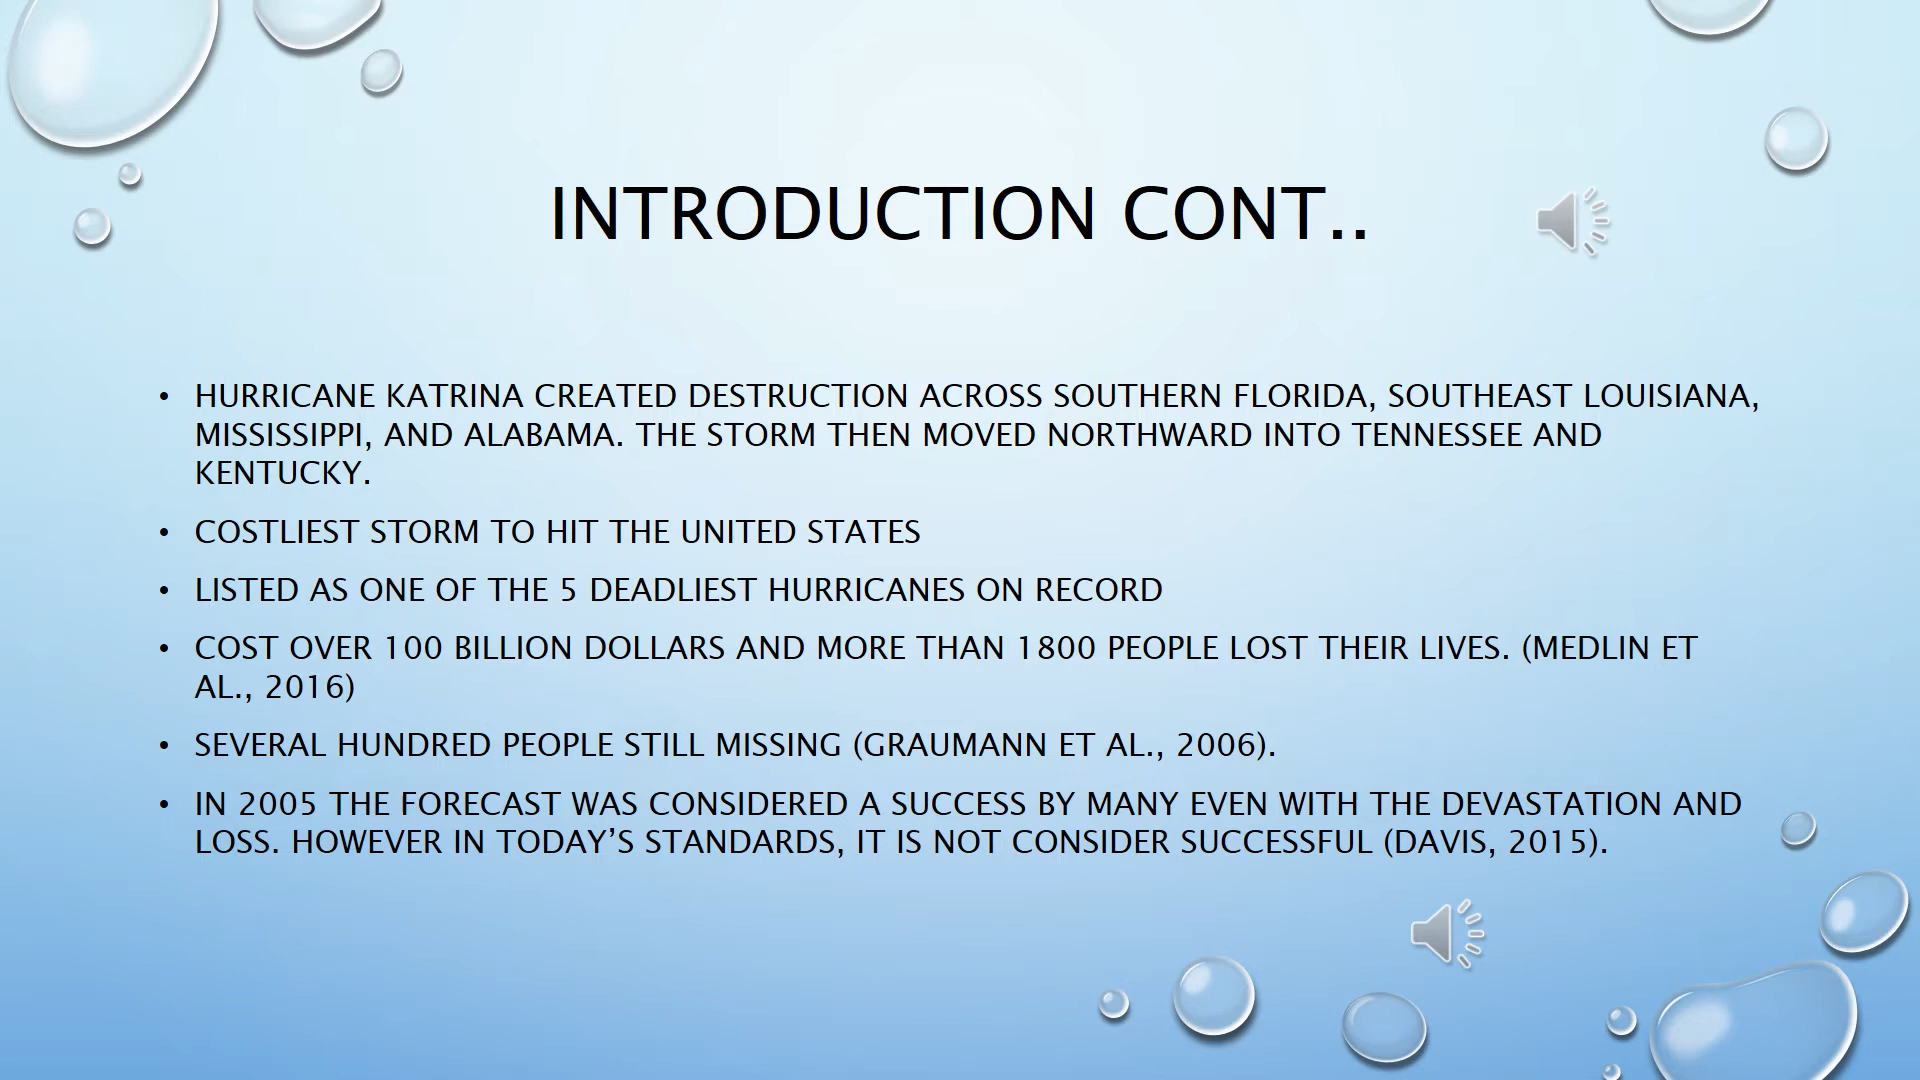 INTRODUCTION CONT..
• HURRICANE KATRINA CREATED DESTRUCTION ACROSS SOUTHERN FLORIDA, SOUTHEAST LOUISIANA,
MISSISSIPPI, AND ALABAMA. THE STORM THEN MOVED NORTHWARD INTO TENNESSEE AND
KENTUCKY.
• COSTLIEST STORM TO HIT THE UNITED STATES
• LISTED AS ONE OF THE 5 DEADLIEST HURRICANES ON RECORD
• COST OVER 100 BILLION DOLLARS AND MORE THAN 1800 PEOPLE LOST THEIR LIVES. (MEDLIN ET
AL., 2016)
• SEVERAL HUNDRED PEOPLE STILL MISSING (GRAUMANN ET AL., 2006).
• IN 2005 THE FORECAST WAS CONSIDERED A SUCCESS BY MANY EVEN WITH THE DEVASTATION AND
LOSS. HOWEVER IN TODAY’S STANDARDS, IT IS NOT CONSIDER SUCCESSFUL (DAVIS, 2015).